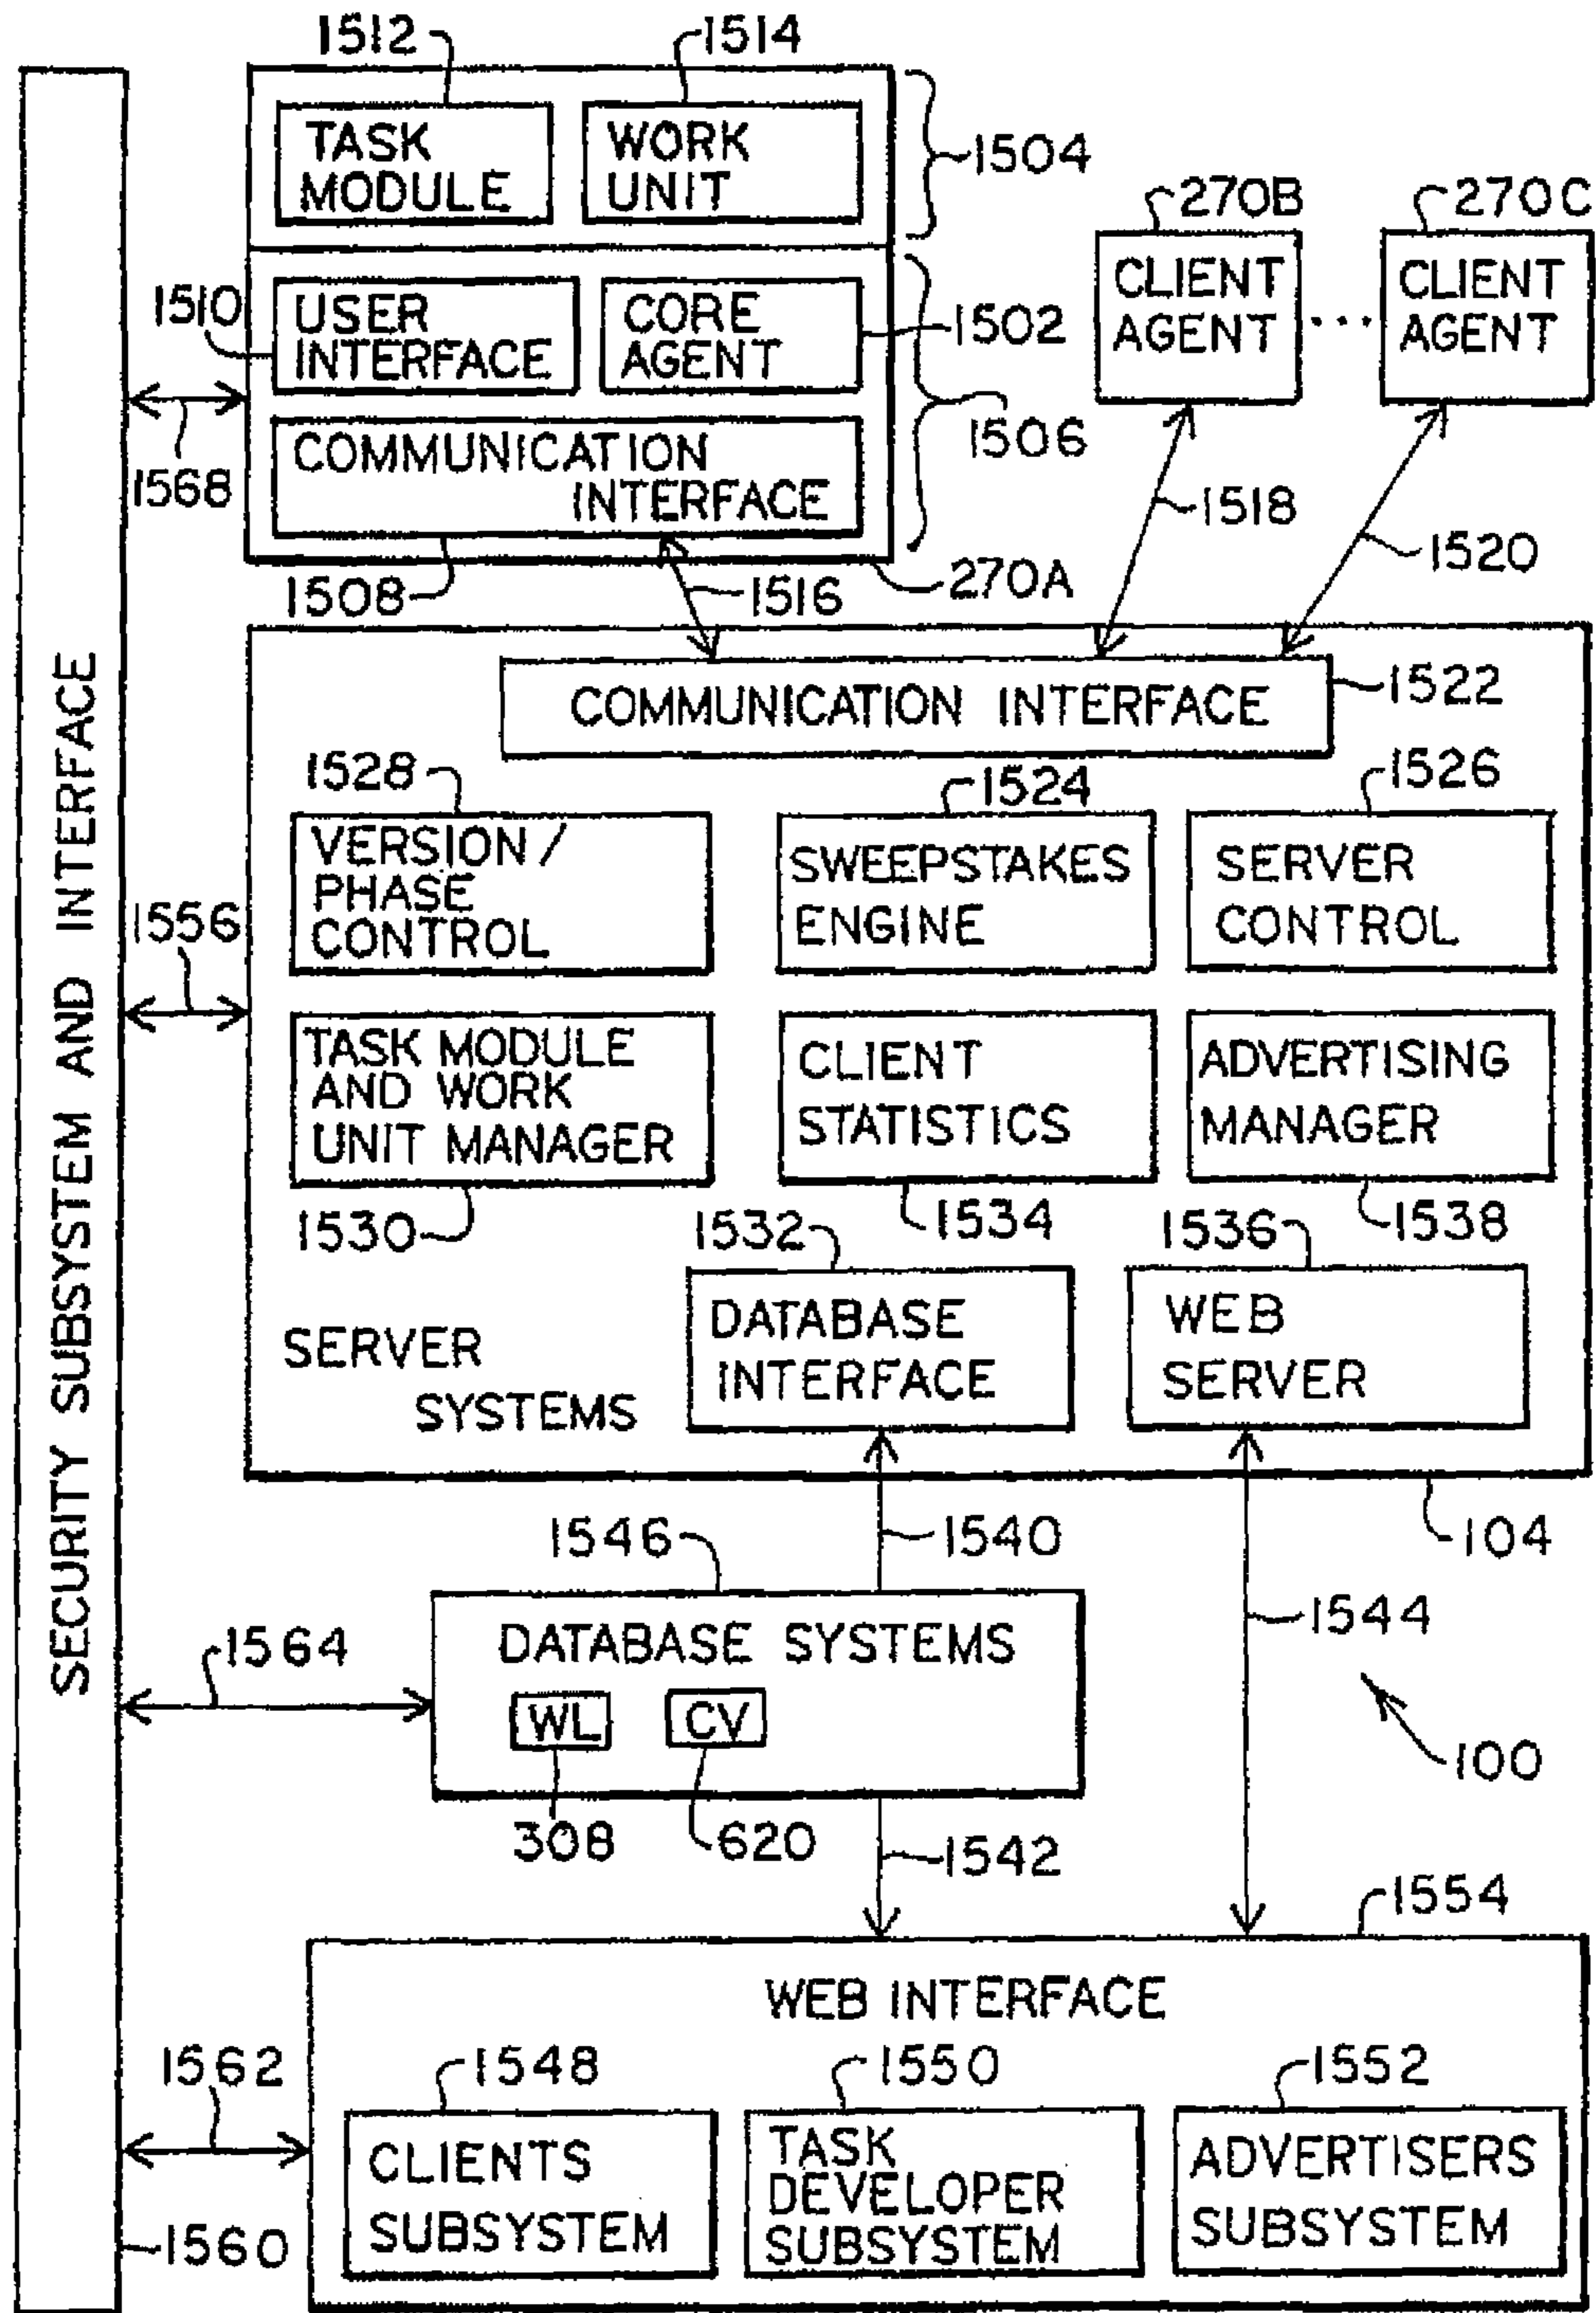 1512
1514
TASK
MODULE
WORK
UNIT
1504
270B
270C
CLIENT
AGENT
...
CLIENT
AGENT
1510
USER
INTERFACE
CORE
AGENT
1502
1506
COMMUNICATION
INTERFACE
1568
1508
1516
270A
1518
1520
SECURITY SUBSYSTEM AND INTERFACE
COMMUNICATION INTERFACE
1522
1528
1524
1526
VERSION/
PHASE
CONTROL
SWEEPSTAKES
ENGINE
SERVER
CONTROL
1556
TASK MODULE
AND WORK
UNIT MANAGER
CLIENT
STATISTICS
ADVERTISING
MANAGER
1530
1532
1534
1536
1538
SERVER
SYSTEMS
DATABASE
INTERFACE
WEB
SERVER
1546
1540
104
1544
1564
DATABASE SYSTEMS
WL
CV
308
620
100
1542
1554
WEB INTERFACE
1562
1548
1550
1552
CLIENTS
SUBSYSTEM
TASK
DEVELOPER
SUBSYSTEM
ADVERTISERS
SUBSYSTEM
1560